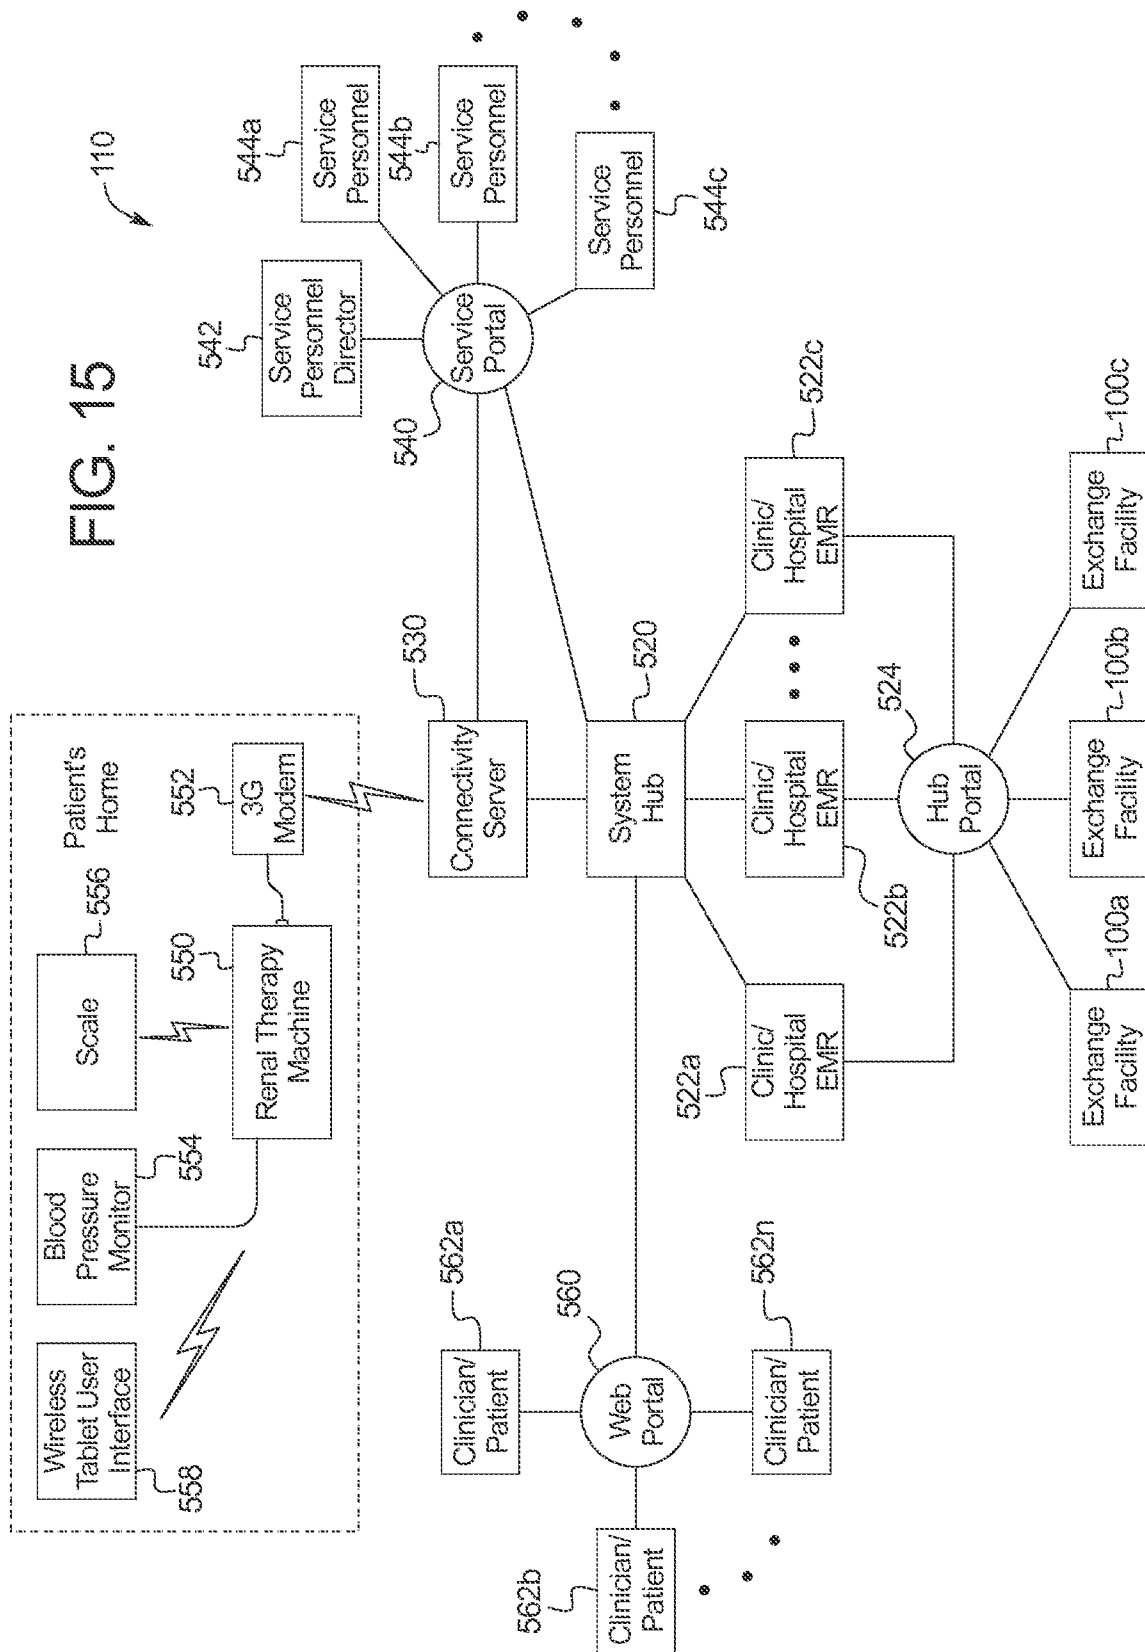 FIG. 15
110
Patient's
Home
Wireless
Tablet User
Interface
558
Blood
Pressure
Monitor
554
Scale
556
Renal Therapy
Machine
550
3G
Modem
552
Connectivity
Server
530
System
Hub
520
Service
Portal
540
Service
Personnel
Director
542
Service
Personnel
544a
Service
Personnel
544b
Service
Personnel
544c
Web
Portal
560
Clinician/
Patient
562a
Clinician/
Patient
562b
Clinician/
Patient
562n
Clinic/
Hospital
EMR
522a
Clinic/
Hospital
EMR
522b
Clinic/
Hospital
EMR
522c
Hub
Portal
524
Exchange
Facility
100a
Exchange
Facility
100b
Exchange
Facility
100c